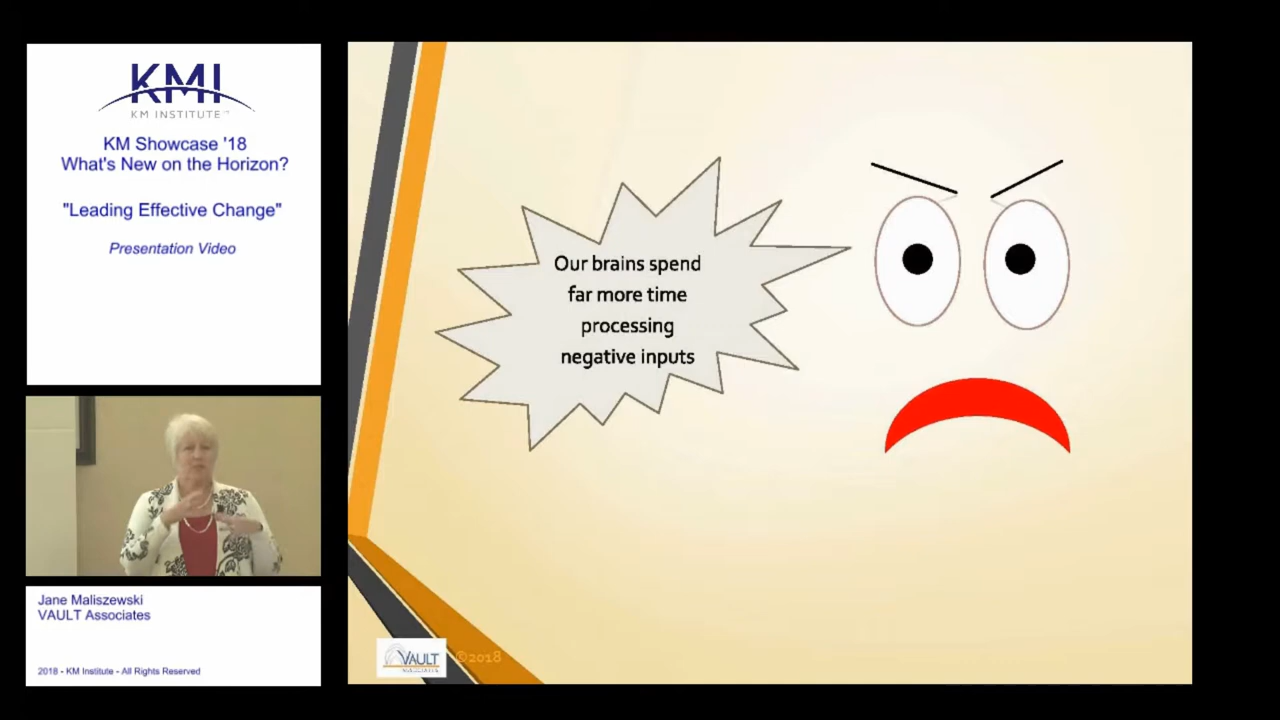 KMI
KM INSTITUTE
KM Showcase '18
What's New on the Horizon?
"Leading Effective Change"
Presentation Video
Our brains spend
far more time
processing
negative inputs
Jane Maliszewski
VAULT Associates
2018 - KM Institute - All Rights Reserved
VAULT
©2018